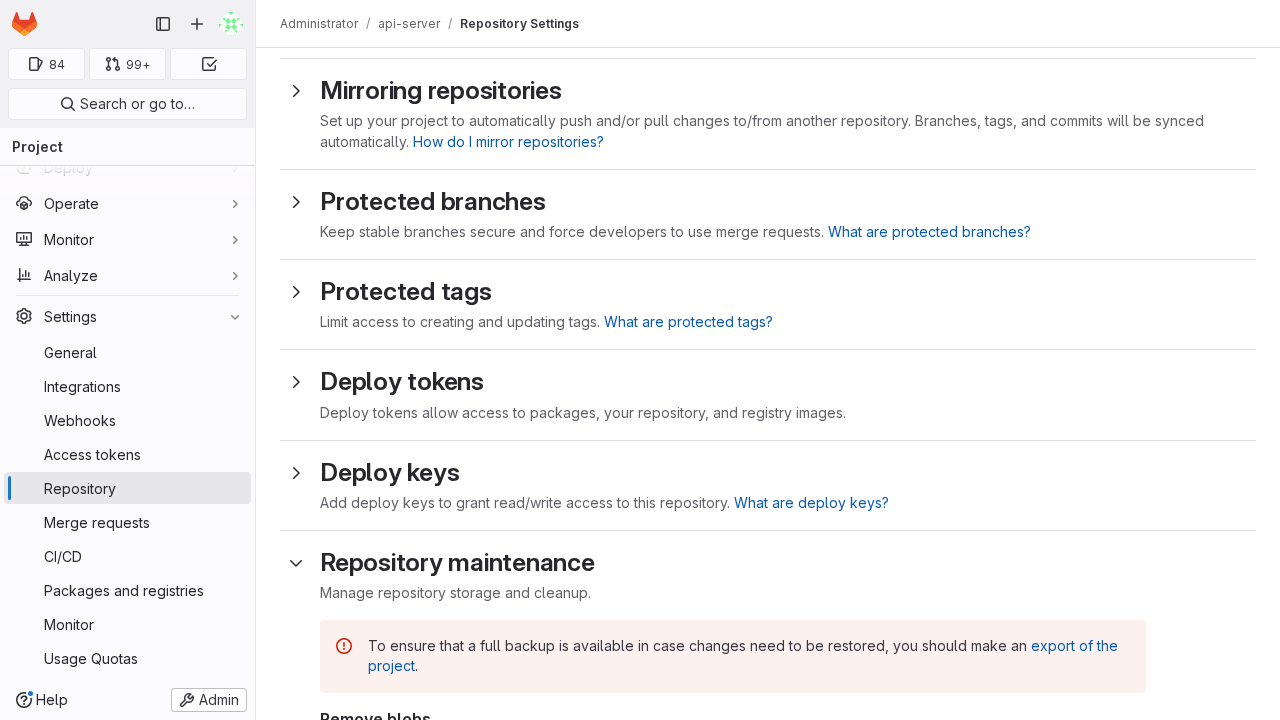 Administrator / api-server / Repository Settings
84
99+
Search or go to…
Project
Deploy
Operate
Monitor
Analyze
Settings
General
Integrations
Webhooks
Access tokens
Repository
Merge requests
CI/CD
Packages and registries
Monitor
Usage Quotas
Help
Admin
Mirroring repositories
Set up your project to automatically push and/or pull changes to/from another repository. Branches, tags, and commits will be synced
automatically. How do I mirror repositories?
Protected branches
Keep stable branches secure and force developers to use merge requests. What are protected branches?
Protected tags
Limit access to creating and updating tags. What are protected tags?
Deploy tokens
Deploy tokens allow access to packages, your repository, and registry images.
Deploy keys
Add deploy keys to grant read/write access to this repository. What are deploy keys?
Repository maintenance
Manage repository storage and cleanup.
To ensure that a full backup is available in case changes need to be restored, you should make an export of the
project.
Remove blobs